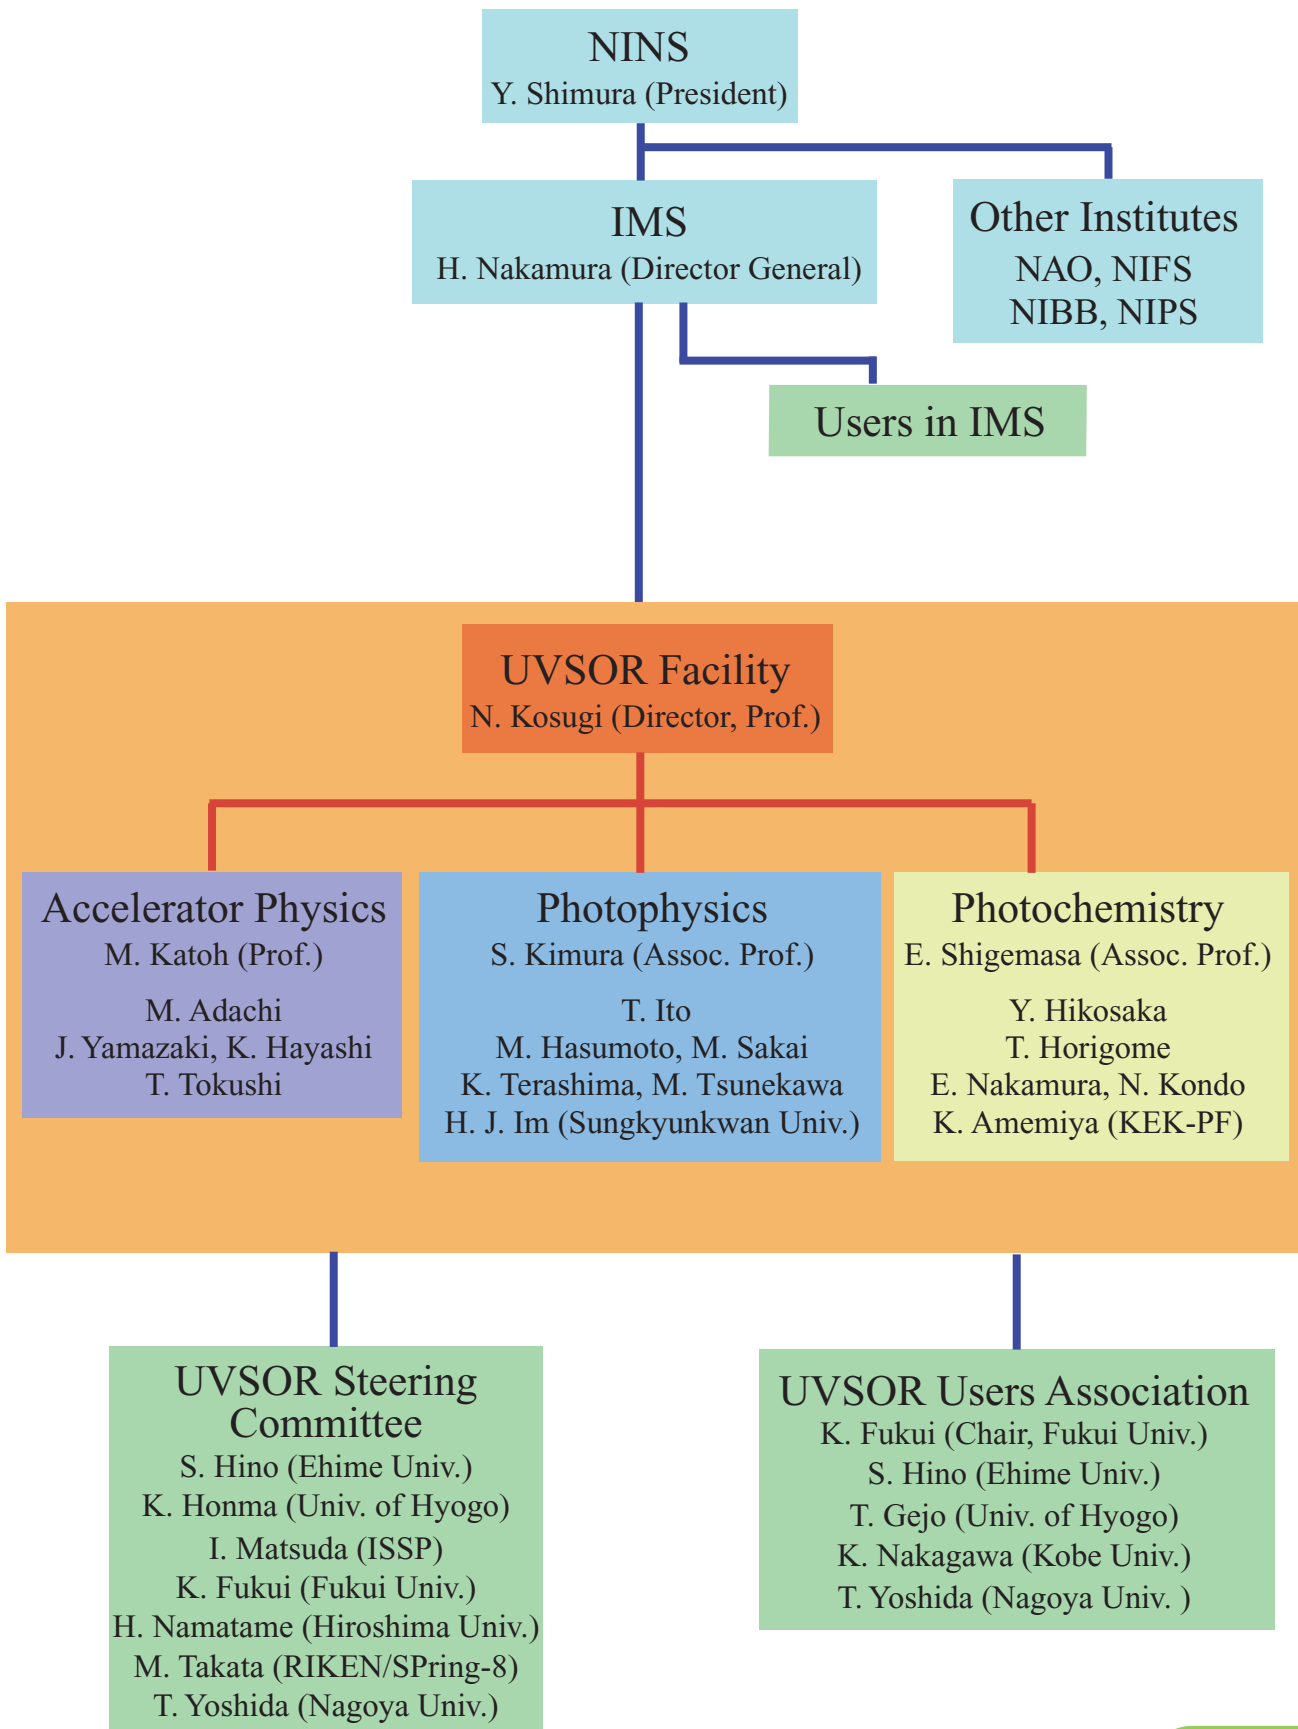 NINS
Y. Shimura (President)
IMS
H. Nakamura (Director General)
Other Institutes
NAO, NIFS
NIBB, NIPS
Users in IMS
UVSOR Facility
N. Kosugi (Director, Prof.)
Accelerator Physics
M. Katoh (Prof.)
M. Adachi
J. Yamazaki, K. Hayashi
T. Tokushi
Photophysics
S. Kimura (Assoc. Prof.)
T. Ito
M. Hasumoto, M. Sakai
K. Terashima, M. Tsunekawa
H. J. Im (Sungkyunkwan Univ.)
Photochemistry
E. Shigemasa (Assoc. Prof.)
Y. Hikosaka
T. Horigome
E. Nakamura, N. Kondo
K. Amemiya (KEK-PF)
UVSOR Steering
Committee
S. Hino (Ehime Univ.)
K. Honma (Univ. of Hyogo)
I. Matsuda (ISSP)
K. Fukui (Fukui Univ.)
H. Namatame (Hiroshima Univ.)
M. Takata (RIKEN/SPring-8)
T. Yoshida (Nagoya Univ.)
UVSOR Users Association
K. Fukui (Chair, Fukui Univ.)
S. Hino (Ehime Univ.)
T. Gejo (Univ. of Hyogo)
K. Nakagawa (Kobe Univ.)
T. Yoshida (Nagoya Univ. )